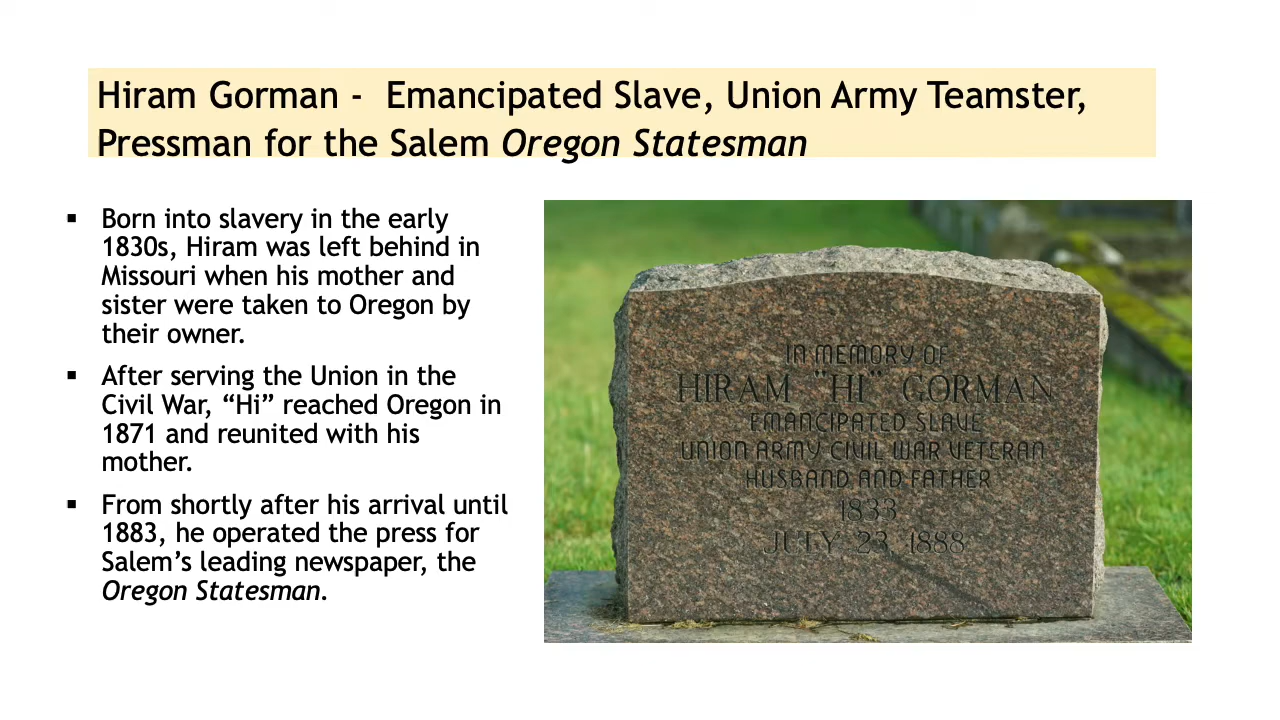 Hiram Gorman -  Emancipated Slave, Union Army Teamster,
Pressman for the Salem Oregon Statesman
▪ Born into slavery in the early
1830s, Hiram was left behind in
Missouri when his mother and
sister were taken to Oregon by
their owner.
▪ After serving the Union in the
Civil War, “Hi” reached Oregon in
1871 and reunited with his
mother.
▪ From shortly after his arrival until
1883, he operated the press for
Salem’s leading newspaper, the
Oregon Statesman.
IN MEMORY OF
HIRAM "HI" GORMAN
EMANCIPATED SLAVE
UNION ARMY CIVIL WAR VETERAN
HUSBAND AND FATHER
1833
JULY 23, 1888